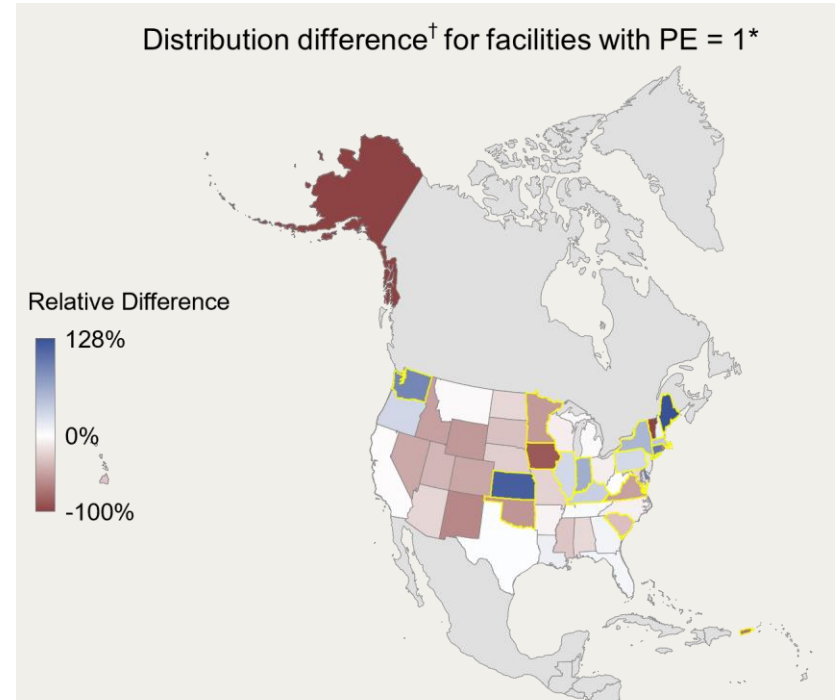 Distribution difference† for facilities with PE = 1*
Relative Difference
128%
0%
-100%